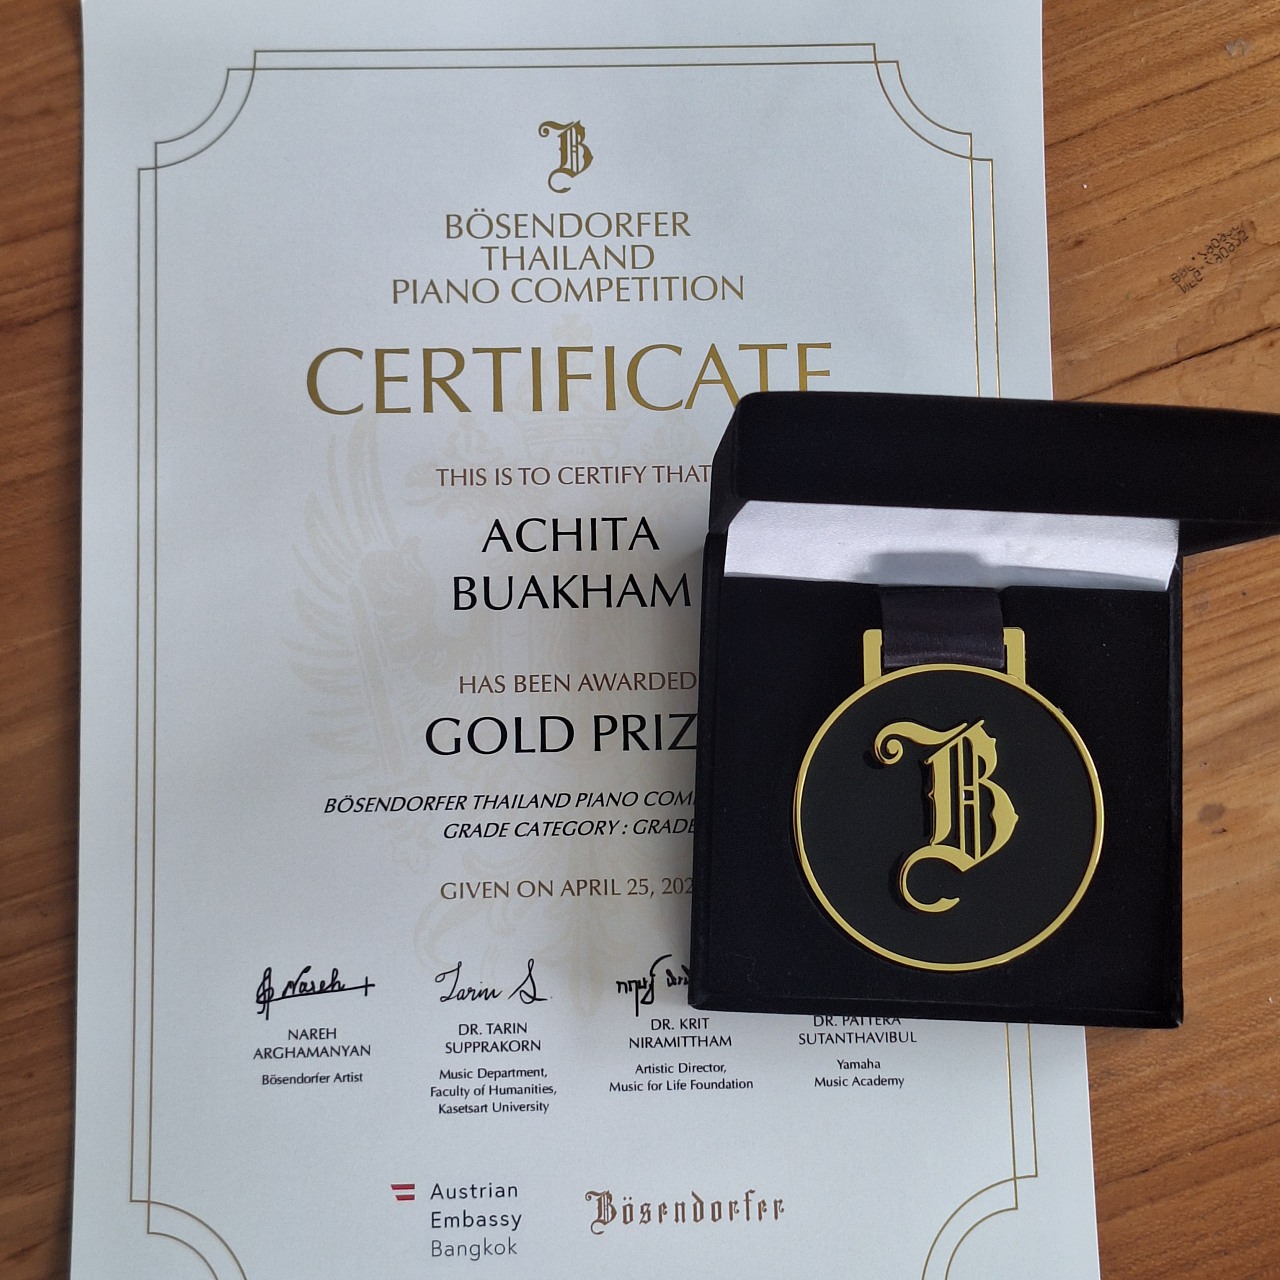 B
BÖSENDORFER
THAILAND
PIANO COMPETITION
CERTIFICATE
THIS IS TO CERTIFY THAT
ACHITA
BUAKHAM
HAS BEEN AWARDED
GOLD PRIZ
BÖSENDORFER THAILAND PIANO COM
GRADE CATEGORY : GRADE
GIVEN ON APRIL 25, 202
B
Nareh
Tarin S.
NAREH
ARGHAMANYAN
Bösendorfer Artist
DR. TARIN
SUPPRAKORN
Music Department,
Faculty of Humanities,
Kasetsart University
DR. KRIT
NIRAMITTHAM
Artistic Director,
Music for Life Foundation
DR. PATTERA
SUTANTHAVIBUL
Yamaha
Music Academy
Austrian
Embassy
Bangkok
Bösendorfer